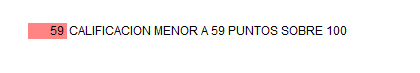 59 CALIFICACION MENOR A 59 PUNTOS SOBRE 100